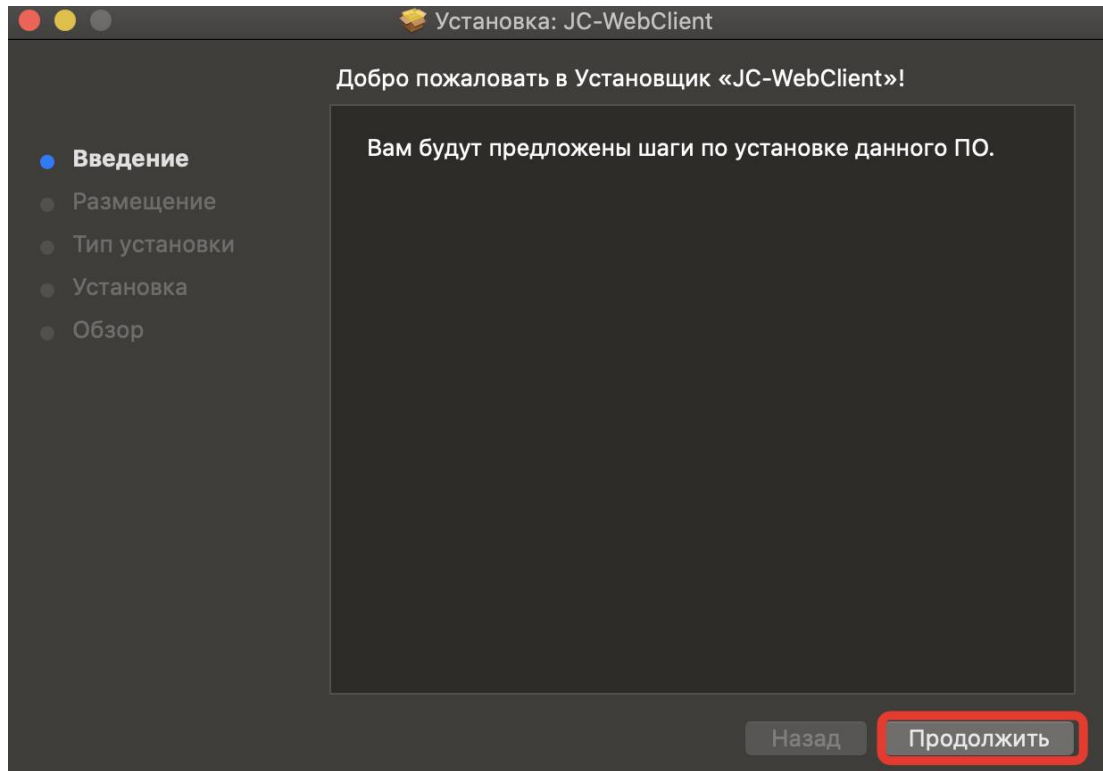 Установка: JC-WebClient
Добро пожаловать в Установщик «JC-WebClient»!
Введение
Размещение
Тип установки
Установка
Обзор
Вам будут предложены шаги по установке данного ПО.
Назад
Продолжить